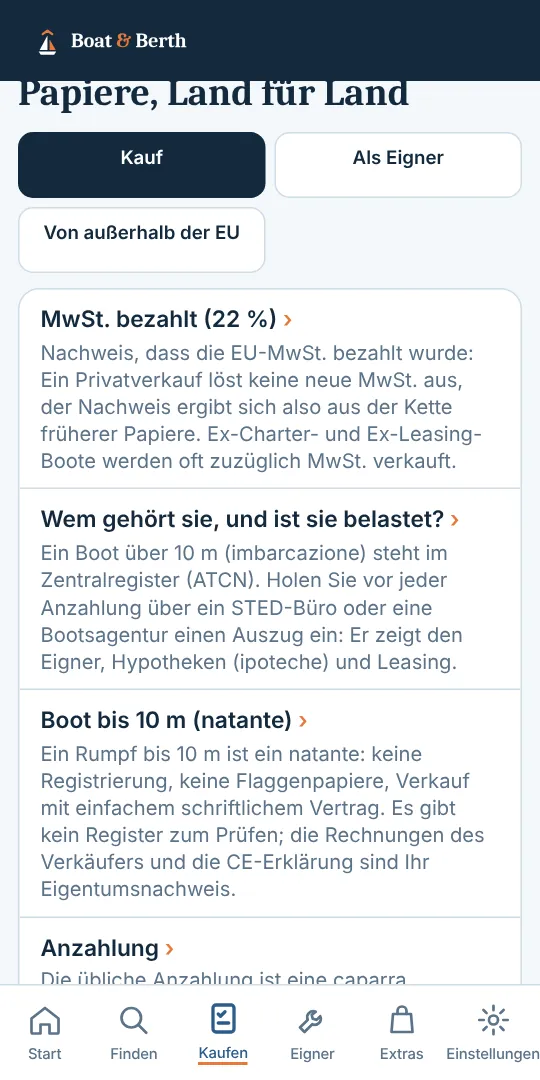 Boat & Berth
Papiere, Land für Land
Kauf
Als Eigner
Von außerhalb der EU
MwSt. bezahlt (22 %) ›
Nachweis, dass die EU-MwSt. bezahlt wurde:
Ein Privatverkauf löst keine neue MwSt. aus,
der Nachweis ergibt sich also aus der Kette
früherer Papiere. Ex-Charter- und Ex-Leasing-
Boote werden oft zuzüglich MwSt. verkauft.
Wem gehört sie, und ist sie belastet? ›
Ein Boot über 10 m (imbarcazione) steht im
Zentralregister (ATCN). Holen Sie vor jeder
Anzahlung über ein STED-Büro oder eine
Bootsagentur einen Auszug ein: Er zeigt den
Eigner, Hypotheken (ipoteche) und Leasing.
Boot bis 10 m (natante) ›
Ein Rumpf bis 10 m ist ein natante: keine
Registrierung, keine Flaggenpapiere, Verkauf
mit einfachem schriftlichem Vertrag. Es gibt
kein Register zum Prüfen; die Rechnungen des
Verkäufers und die CE-Erklärung sind Ihr
Eigentumsnachweis.
Anzahlung ›
Die übliche Anzahlung ist eine caparra
Start
Finden
Kaufen
Eigner
Extras
Einstellungen